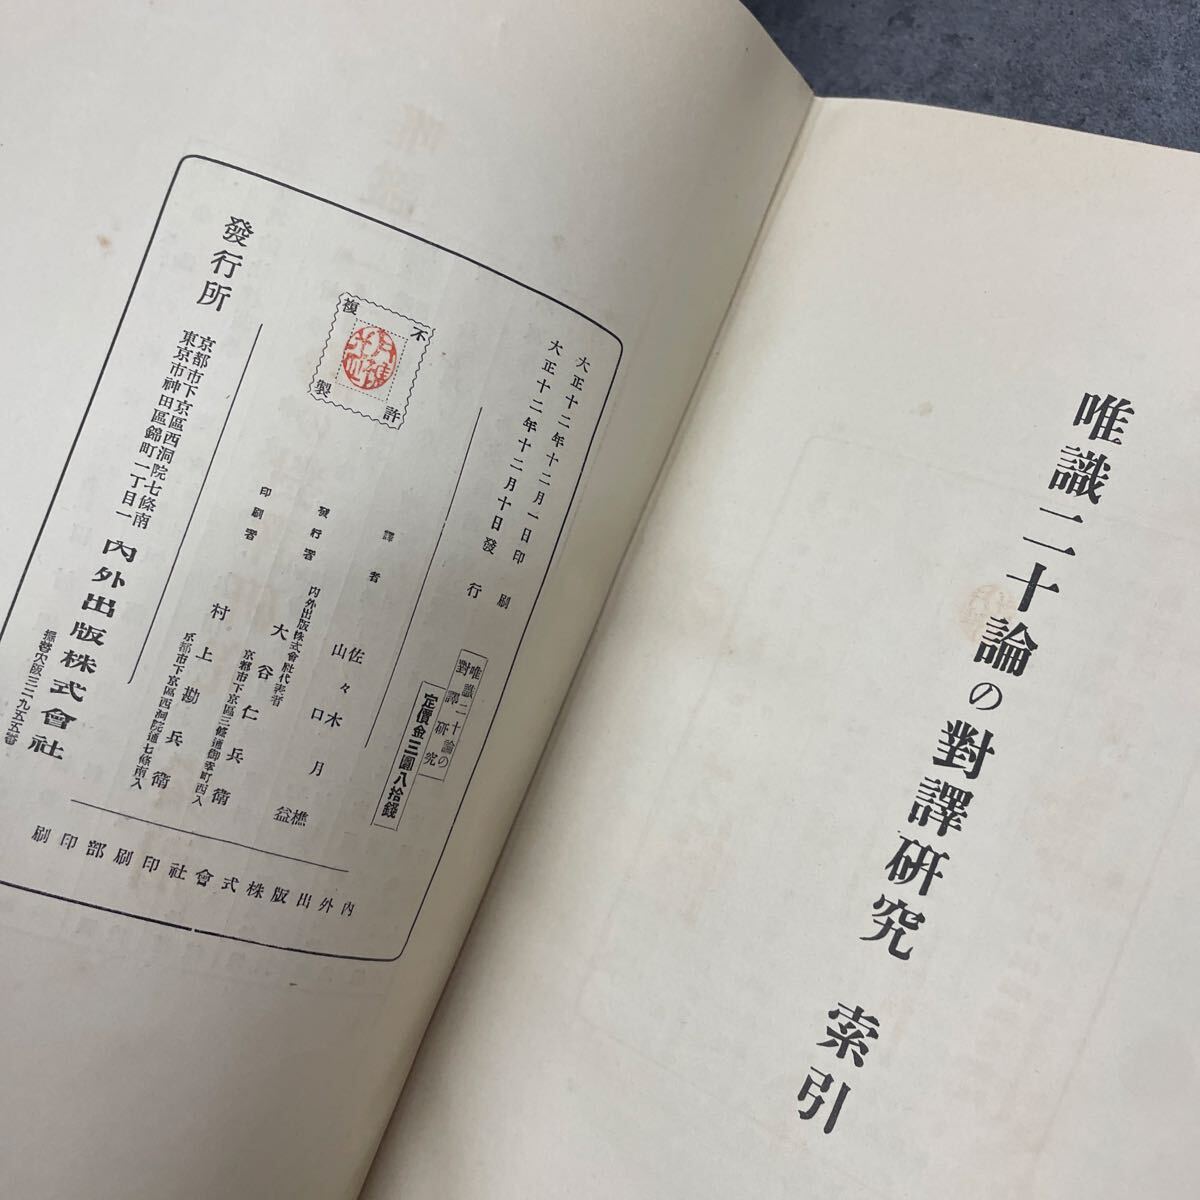 唯識二十論の對譯研究 索引
大正十二年十二月一日印刷
大正十二年十二月十日發行
不許複製
唯識二十論の
對譯研究
定價金三圓八拾錢
譯者
佐々木月樵
山口益
發行者
內外出版株式會社代表者
大谷仁兵衛
京都市下京區三條通御幸町西入
印刷者
村上勘兵衛
京都市下京區西洞院通七條南入
發行所
京都市下京區西洞院七條南
東京市神田區錦町一丁目一
內外出版株式會社
振替大阪三二九五五番
內外出版株式會社印刷部印刷